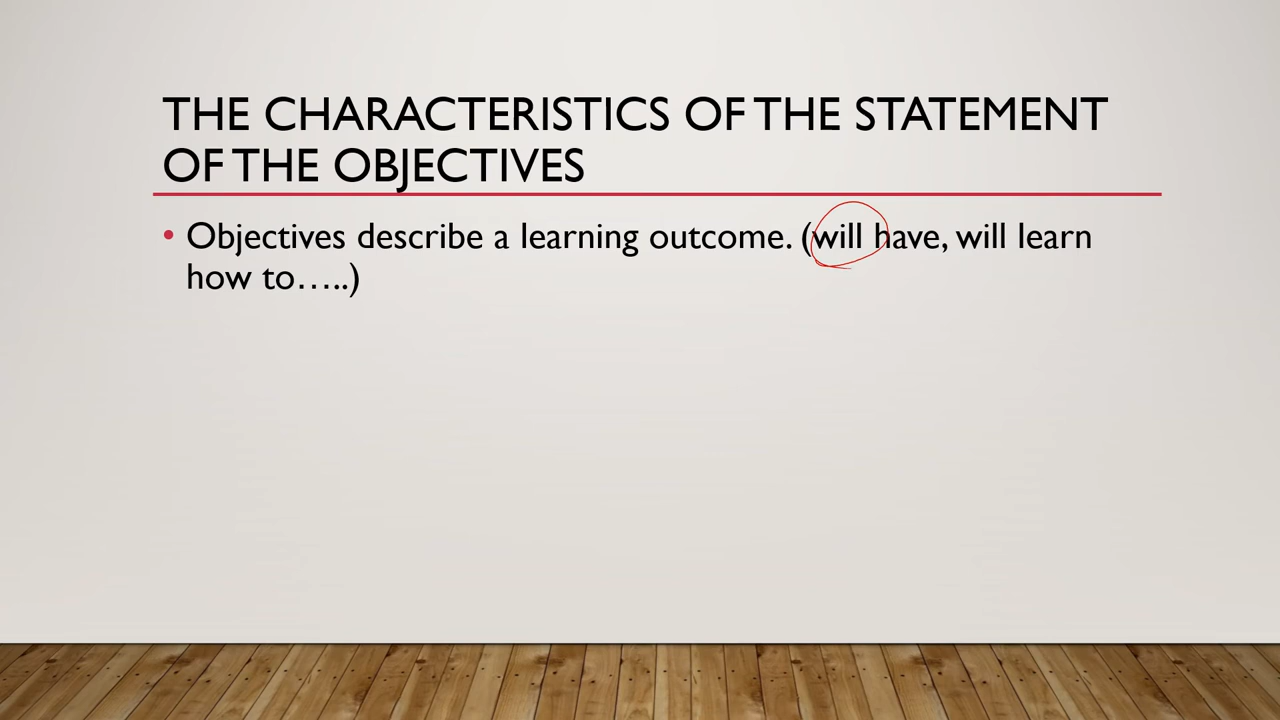 THE CHARACTERISTICS OF THE STATEMENT
OF THE OBJECTIVES
• Objectives describe a learning outcome. (will have, will learn
how to…..)